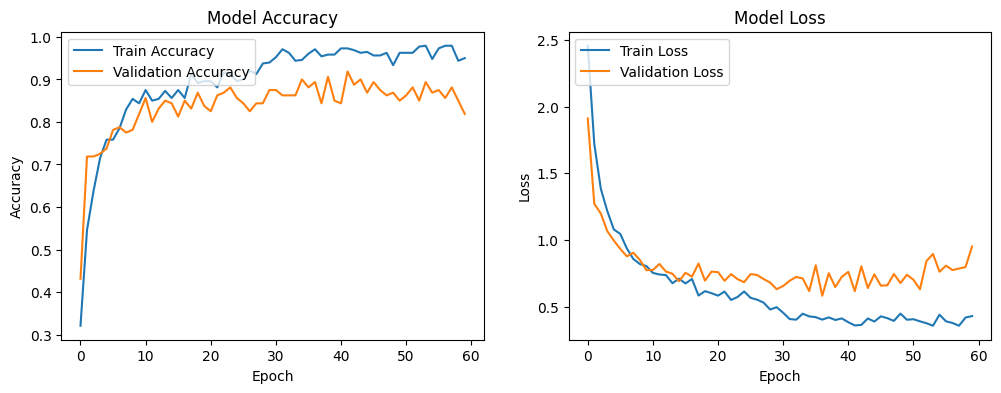 Model Accuracy
Train Accuracy
Validation Accuracy
1.0
0.9
0.8
0.7
0.6
0.5
0.4
0.3
Accuracy
0 10 20 30 40 50 60
Epoch
Model Loss
Train Loss
Validation Loss
2.5
2.0
1.5
1.0
0.5
Loss
0 10 20 30 40 50 60
Epoch